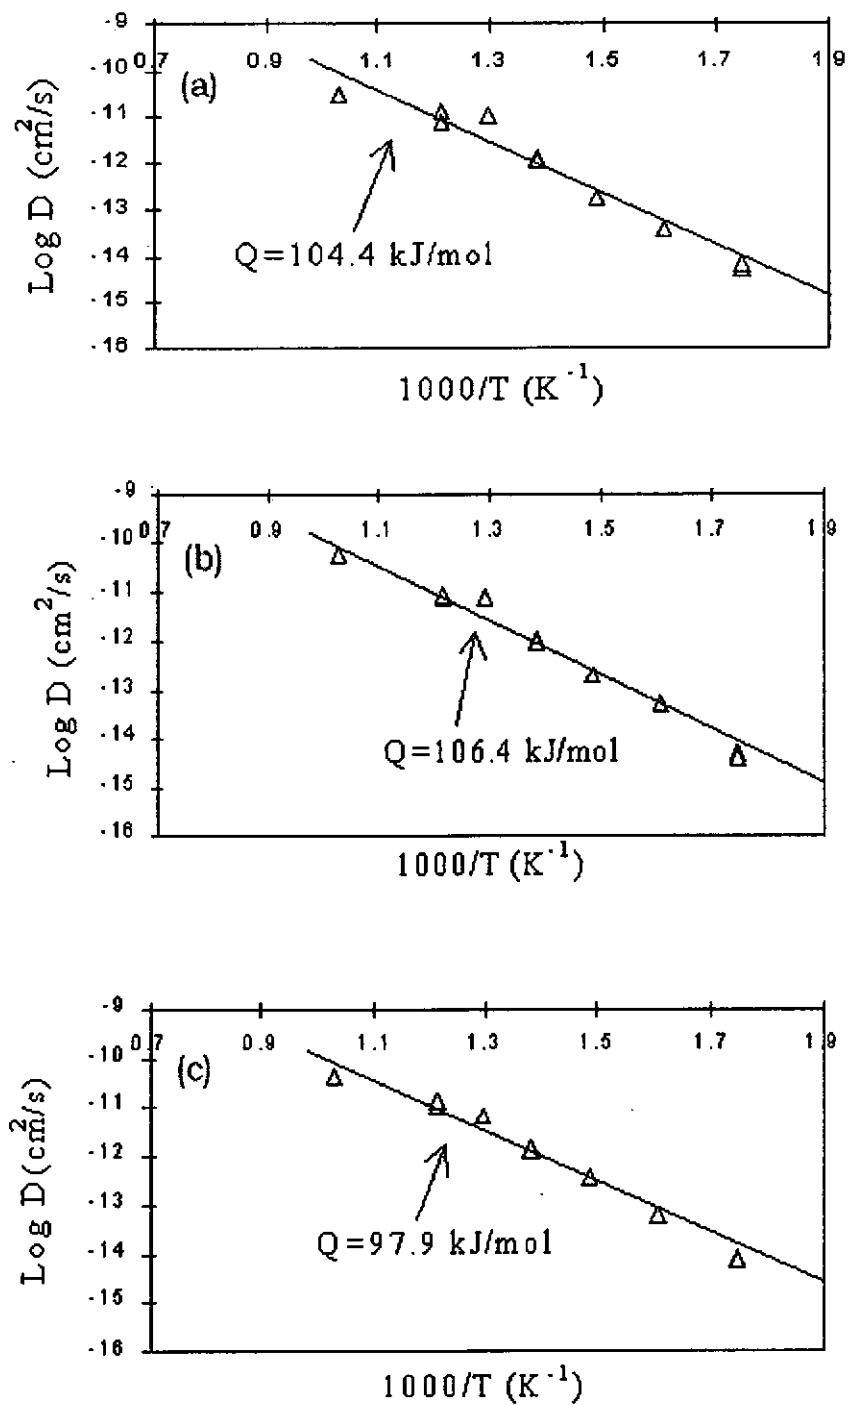 -9
0.7 0.9 1.1 1.3 1.5 1.7 1.9
-10
(a)
-11
-12
-13
-14
-15
-16
Log D (cm²/s)
Q=104.4 kJ/mol
1000/T (K⁻¹)
-9
0.7 0.9 1.1 1.3 1.5 1.7 1.9
-10
(b)
-11
-12
-13
-14
-15
-16
Log D (cm²/s)
Q=106.4 kJ/mol
1000/T (K⁻¹)
-9
0.7 0.9 1.1 1.3 1.5 1.7 1.9
-10
(c)
-11
-12
-13
-14
-15
-16
Log D (cm²/s)
Q=97.9 kJ/mol
1000/T (K⁻¹)